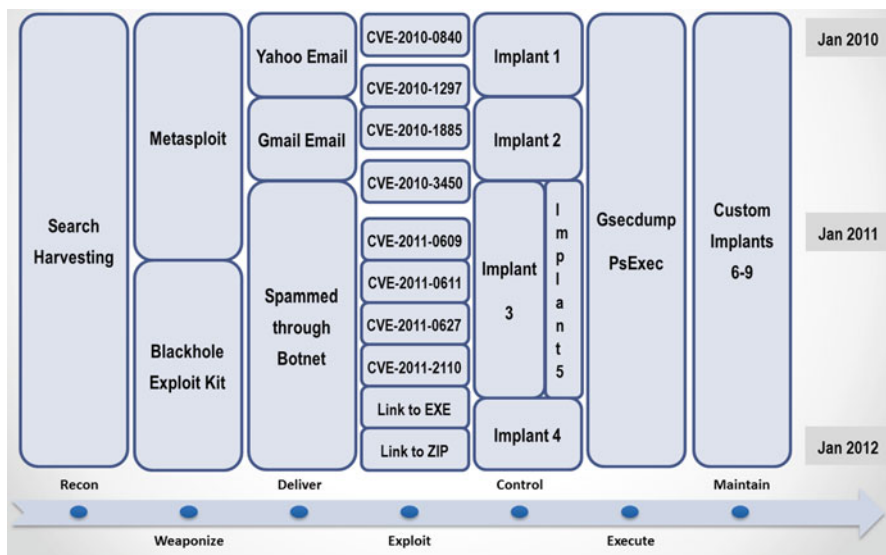 Search
Harvesting
Metasploit
Blackhole
Exploit Kit
Yahoo Email
Gmail Email
Spammed
through
Botnet
CVE-2010-0840
CVE-2010-1297
CVE-2010-1885
CVE-2010-3450
CVE-2011-0609
CVE-2011-0611
CVE-2011-0627
CVE-2011-2110
Link to EXE
Link to ZIP
Implant 1
Implant 2
Implant
3
Implant5
Implant 4
Gsecdump
PsExec
Custom
Implants
6-9
Jan 2010
Jan 2011
Jan 2012
Recon
Weaponize
Deliver
Exploit
Control
Execute
Maintain